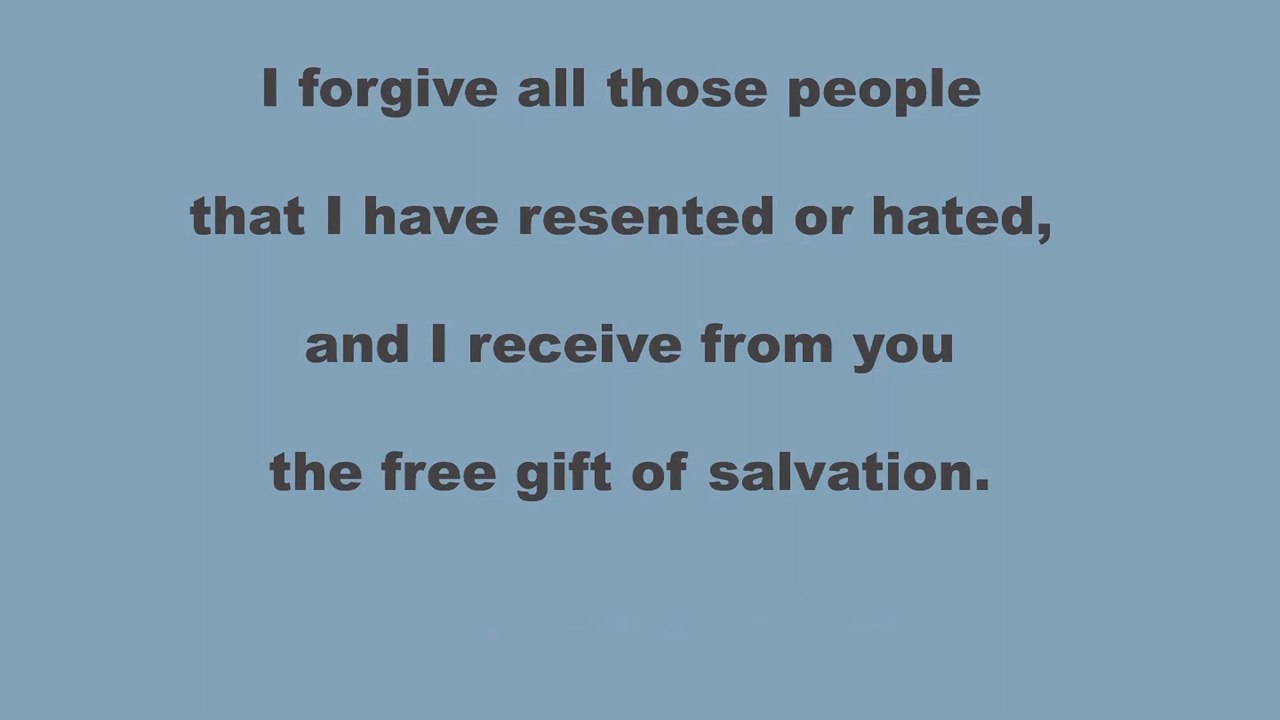 I forgive all those people
that I have resented or hated,
and I receive from you
the free gift of salvation.